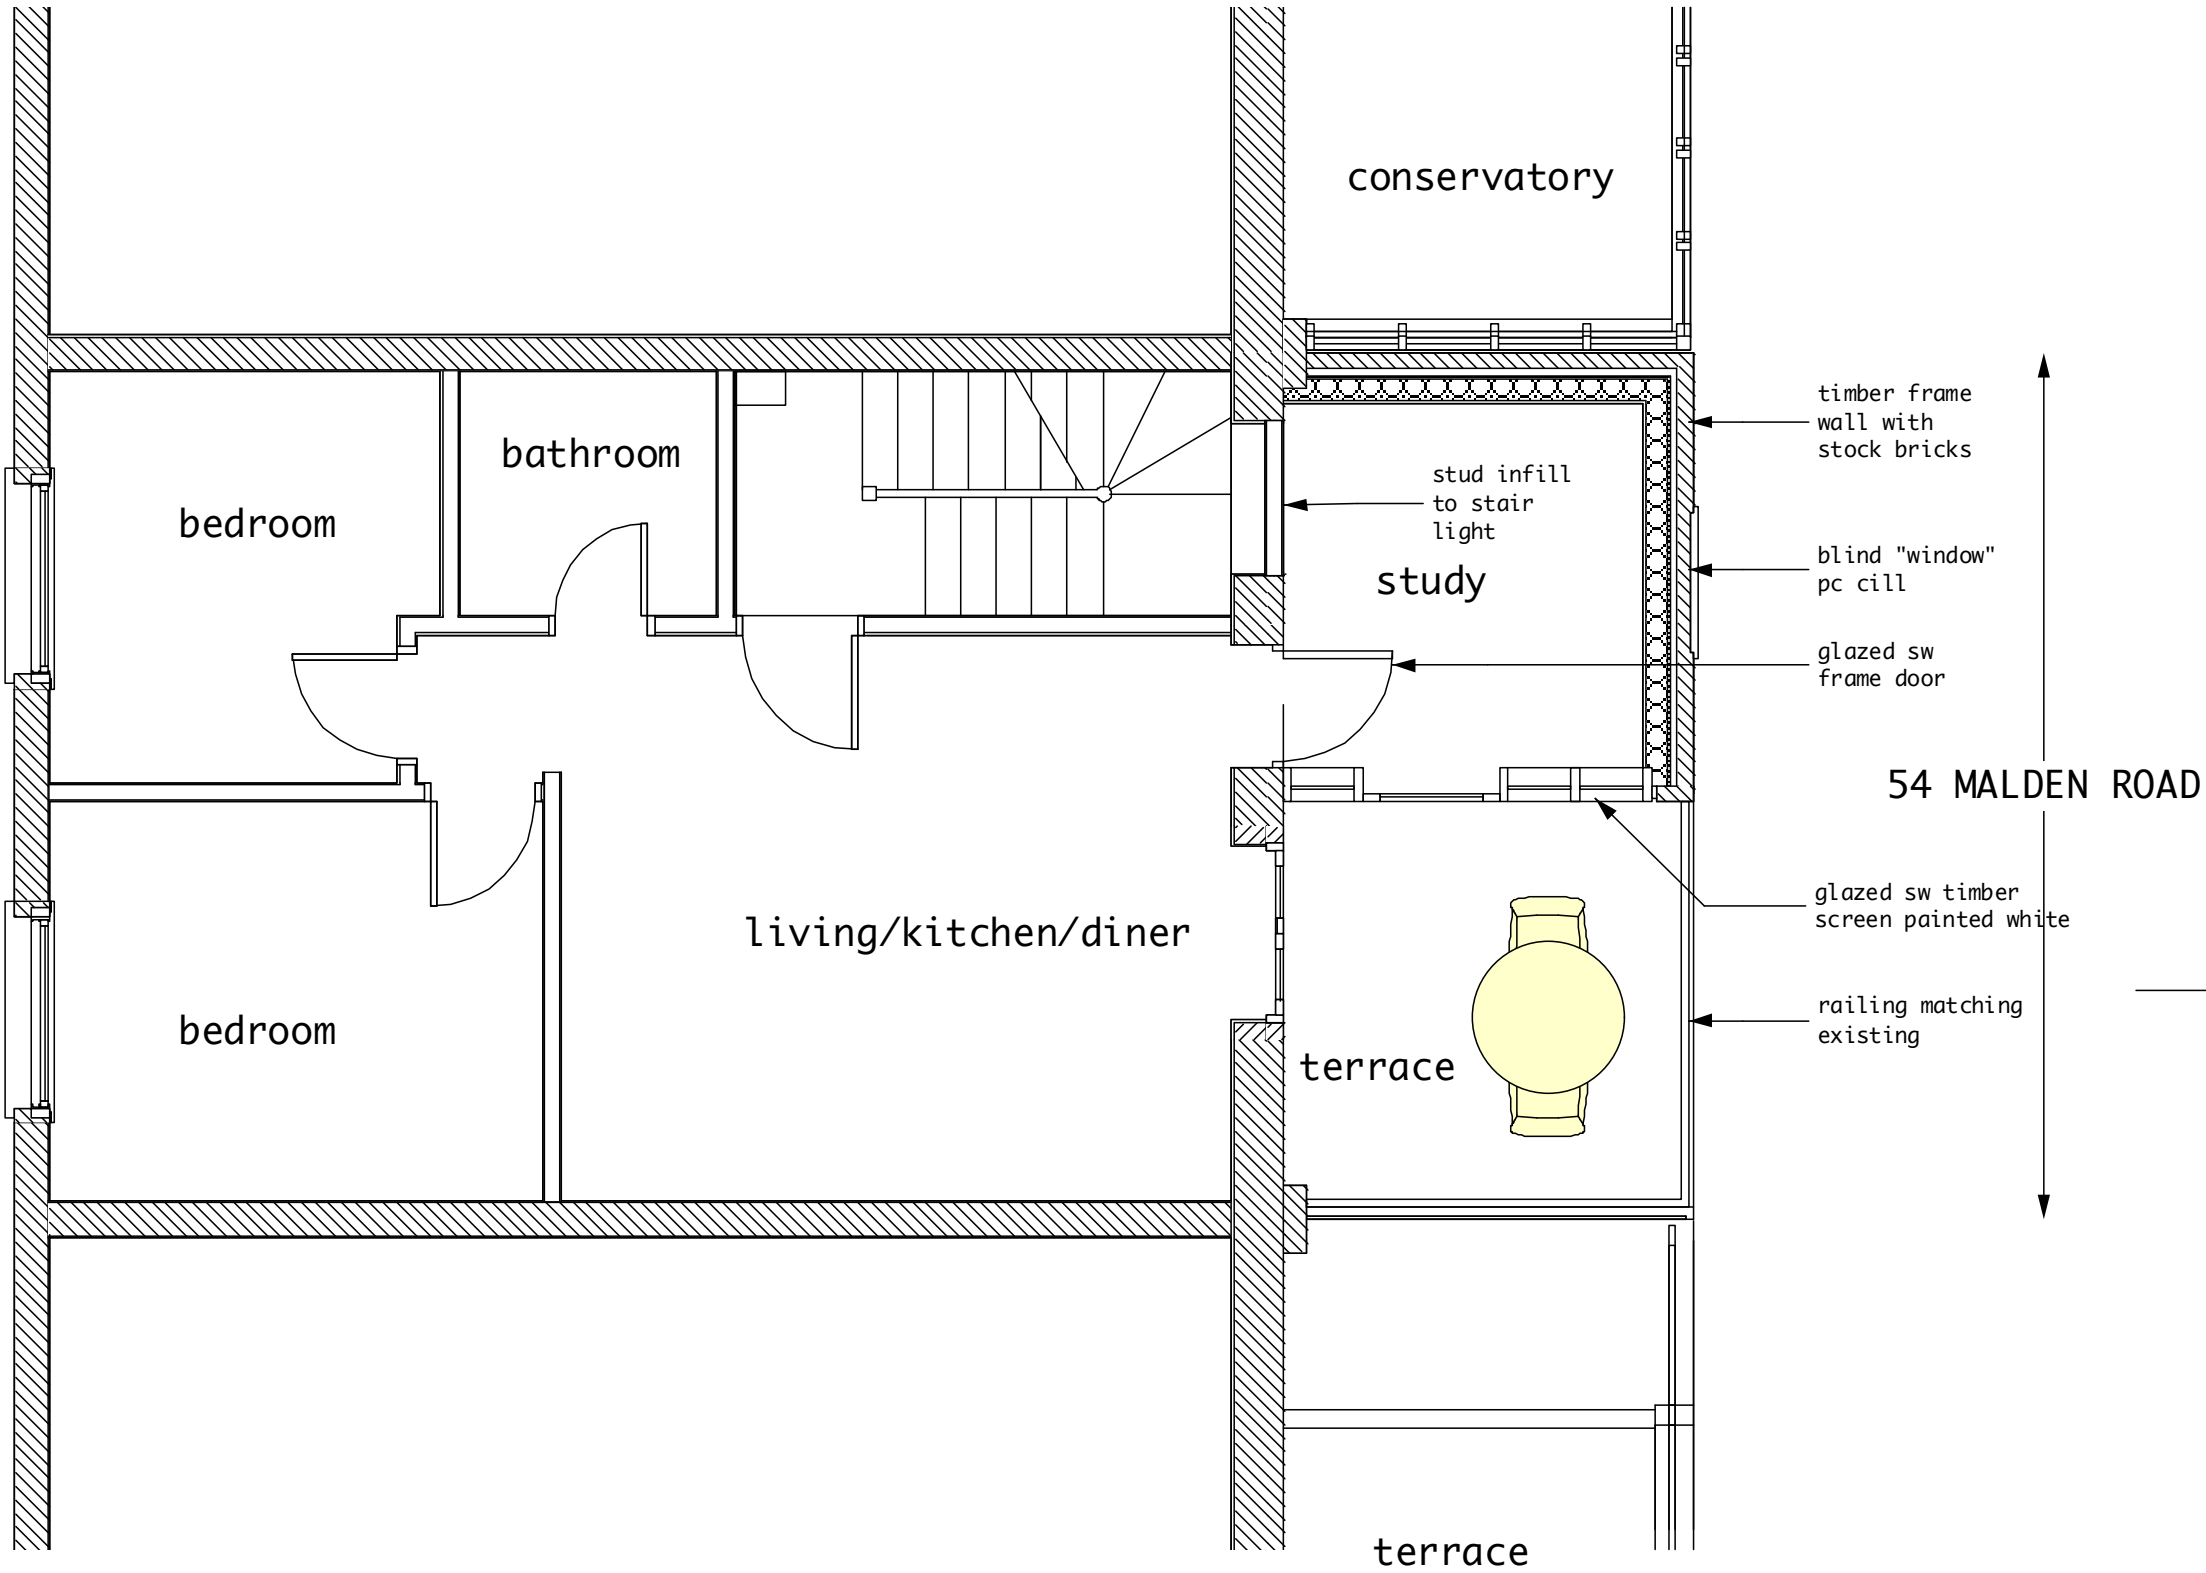 conservatory
timber frame
wall with
stock bricks
bathroom
stud infill
to stair
light
bedroom
study
blind "window"
pc cill
glazed sw
frame door
54 MALDEN ROAD
glazed sw timber
screen painted white
living/kitchen/diner
railing matching
existing
bedroom
terrace
terrace